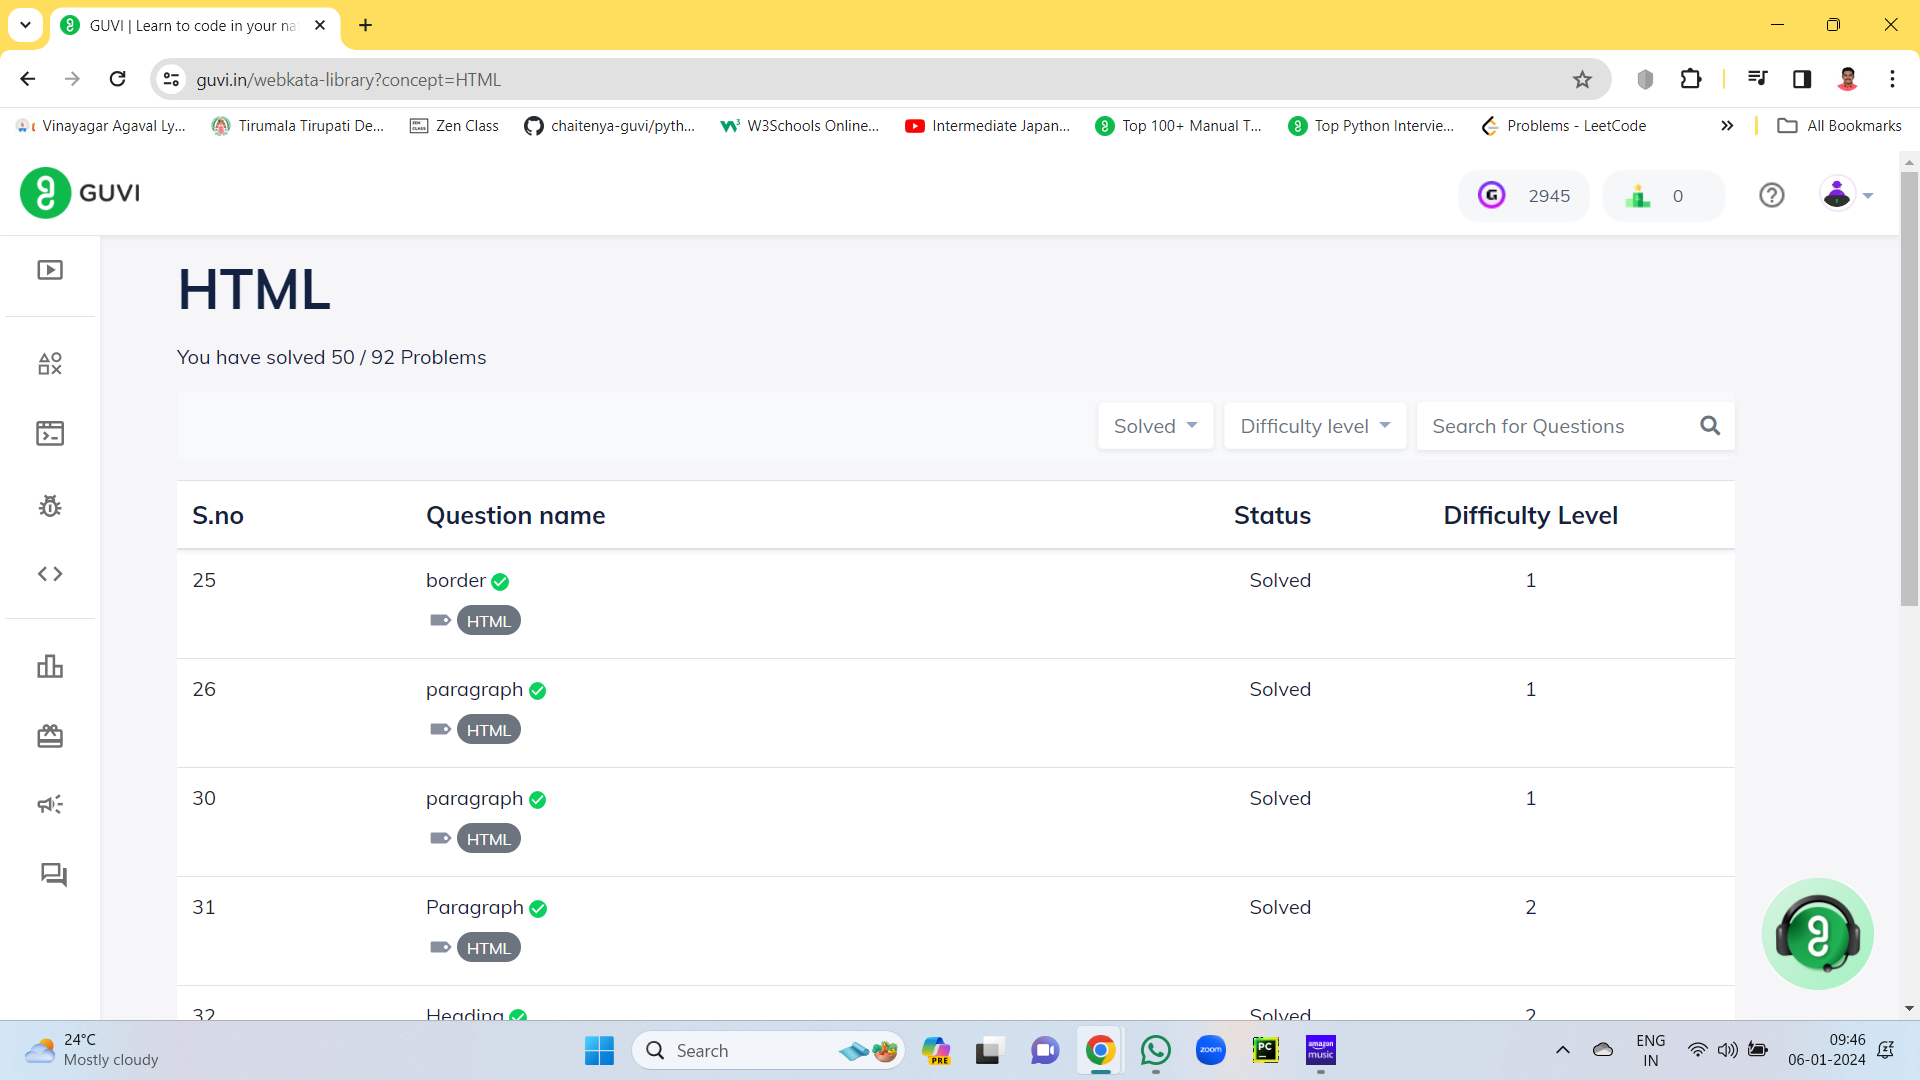 GUVI | Learn to code in your na
guvi.in/webkata-library?concept=HTML
Vinayagar Agaval Ly...
Tirumala Tirupati De...
Zen Class
chaitenya-guvi/pyth...
W3Schools Online...
Intermediate Japan...
Top 100+ Manual T...
Top Python Intervie...
Problems - LeetCode
All Bookmarks
GUVI
2945
0
HTML
You have solved 50 / 92 Problems
Solved
Difficulty level
Search for Questions
S.no Question name Status Difficulty Level
25 border Solved 1
HTML
26 paragraph Solved 1
HTML
30 paragraph Solved 1
HTML
31 Paragraph Solved 2
HTML
32 Heading Solved 2
24°C
Mostly cloudy
Search
PRE
zoom
PC
amazon
music
ENG
IN
09:46
06-01-2024